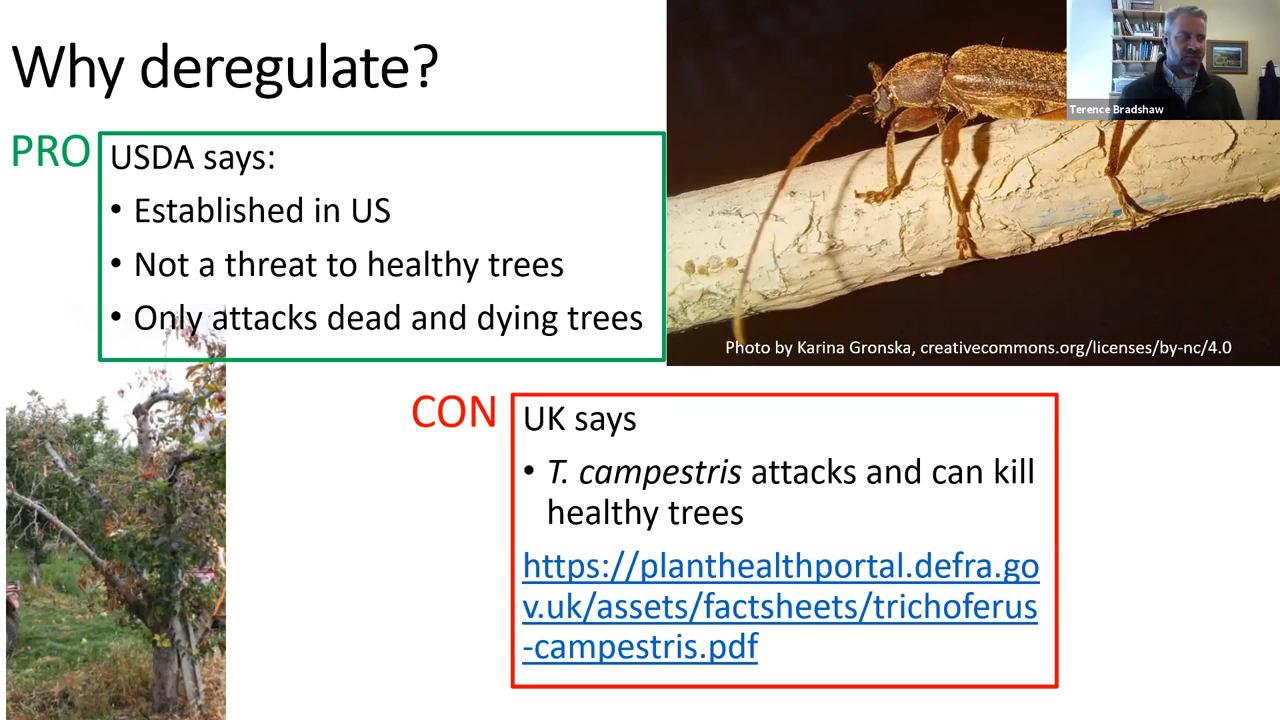 Why deregulate?
Terence Bradshaw
PRO
USDA says:
• Established in US
• Not a threat to healthy trees
• Only attacks dead and dying trees
Photo by Karina Gronska, creativecommons.org/licenses/by-nc/4.0
CON
UK says
• T. campestris attacks and can kill
healthy trees
https://planthealthportal.defra.go
v.uk/assets/factsheets/trichoferus
-campestris.pdf